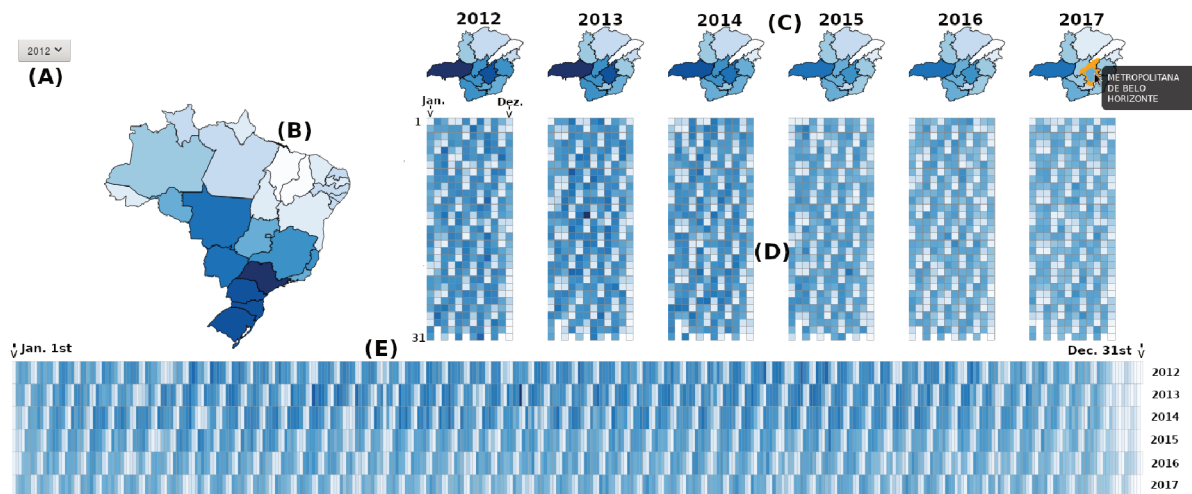 2012
(A)
(B)
2012 2013 2014 (C) 2015 2016 2017
METROPOLITANA
DE BELO
HORIZONTE
Jan. Dez.
1
(D)
31
Jan. 1st (E) Dec. 31st
2012
2013
2014
2015
2016
2017